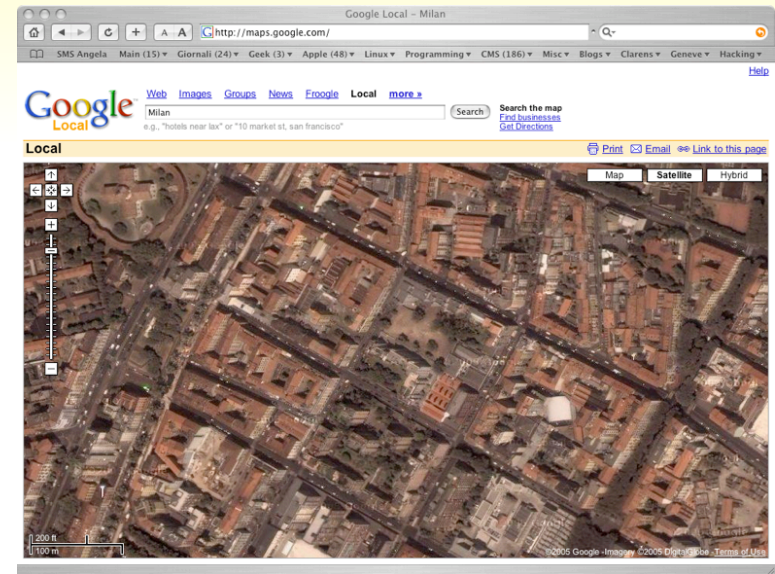 Google Local – Milan
A A G http://maps.google.com/ Q
SMS Angela Main (15) Giornali (24) Geek (3) Apple (48) Linux Programming CMS (186) Misc Blogs Clarens Geneve Hacking
Help
Google Local
Web Images Groups News Froogle Local more »
Milan Search
e.g., "hotels near lax" or "10 market st, san francisco"
Search the map
Find businesses
Get Directions
Local Print Email Link to this page
Map Satellite Hybrid
200 ft
100 m
©2005 Google - Imagery ©2005 DigitalGlobe - Terms of Use